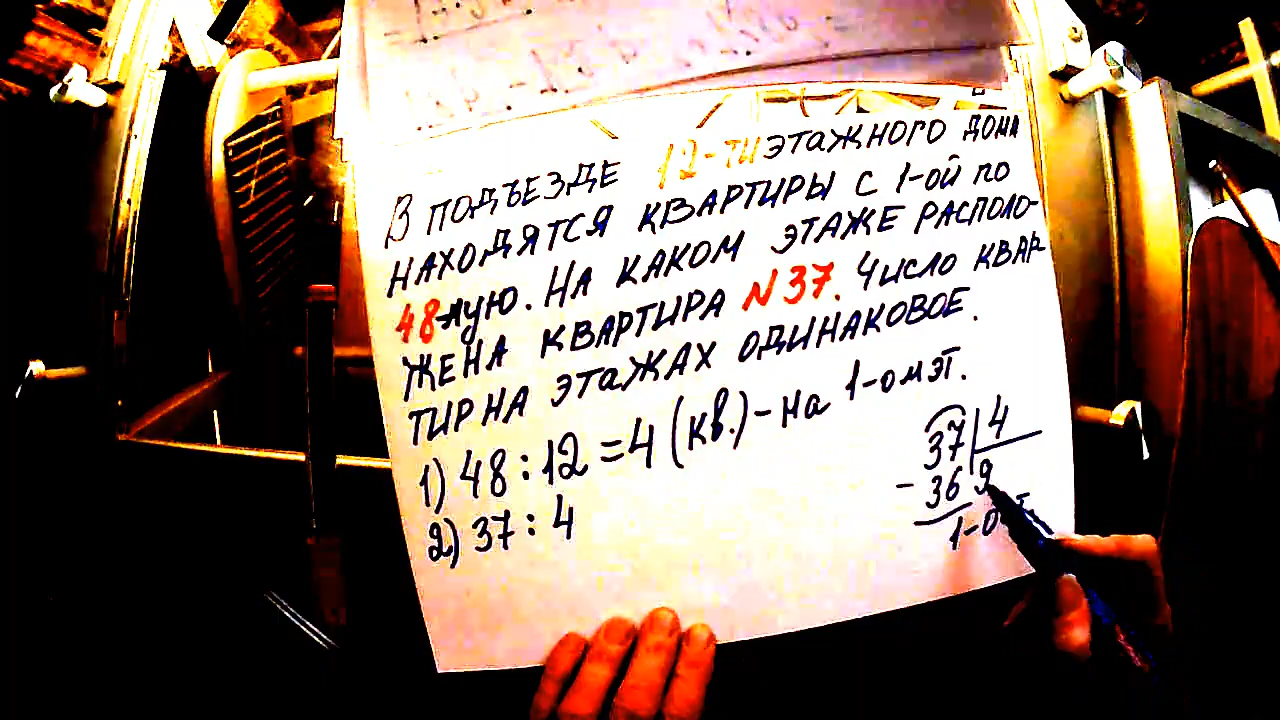 В ПОДЪЕЗДЕ 12-ТИ ЭТАЖНОГО ДОМА
НАХОДЯТСЯ КВАРТИРЫ С 1-ОЙ ПО
48-МУЮ. НА КАКОМ ЭТАЖЕ РАСПОЛО-
ЖЕНА КВАРТИРА N 37. ЧИСЛО КВАР
ТИР НА ЭТАЖАХ ОДИНАКОВОЕ.
1) 48 : 12 = 4 (кв.) - на 1-ом эт.
2) 37 : 4
37 | 4
- 36 9
1-